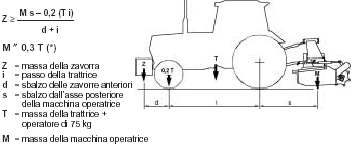 Z ≥ M s – 0,2 (T i)
d + i
M " 0,3 T (*)
Z = massa della zavorra
i = passo della trattrice
d = sbalzo delle zavorre anteriori
s = sbalzo dall'asse posteriore
della macchina operatrice
T = massa della trattrice +
operatore di 75 kg
M = massa della macchina operatrice
Z
0,2 T
T
M
d
i
s